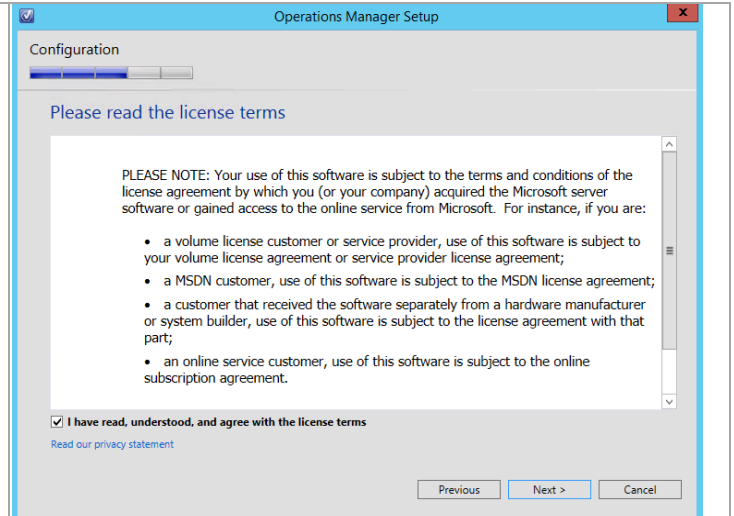 Operations Manager Setup
x
Configuration
Please read the license terms
PLEASE NOTE: Your use of this software is subject to the terms and conditions of the
license agreement by which you (or your company) acquired the Microsoft server
software or gained access to the online service from Microsoft.  For instance, if you are:
• a volume license customer or service provider, use of this software is subject to
your volume license agreement or service provider license agreement;
• a MSDN customer, use of this software is subject to the MSDN license agreement;
• a customer that received the software separately from a hardware manufacturer
or system builder, use of this software is subject to the license agreement with that
part;
• an online service customer, use of this software is subject to the online
subscription agreement.
I have read, understood, and agree with the license terms
Read our privacy statement
Previous
Next >
Cancel